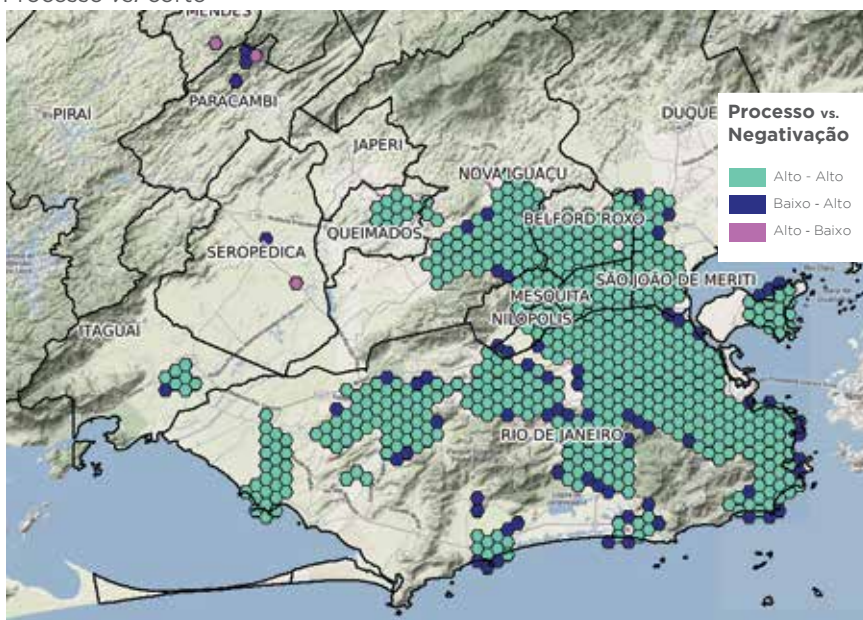 Processo vs. corte
MENDES
PIRAÍ
PARACAMBI
DUQUE
Processo vs.
Negativação
JAPERI
Alto - Alto
NOVA IGUAÇU
Baixo - Alto
BELFORD ROXO
QUEIMADOS
Alto - Baixo
SEROPÉDICA
SÃO JOÃO DE MERITI
MESQUITA
NILÓPOLIS
ITAGUAÍ
RIO DE JANEIRO